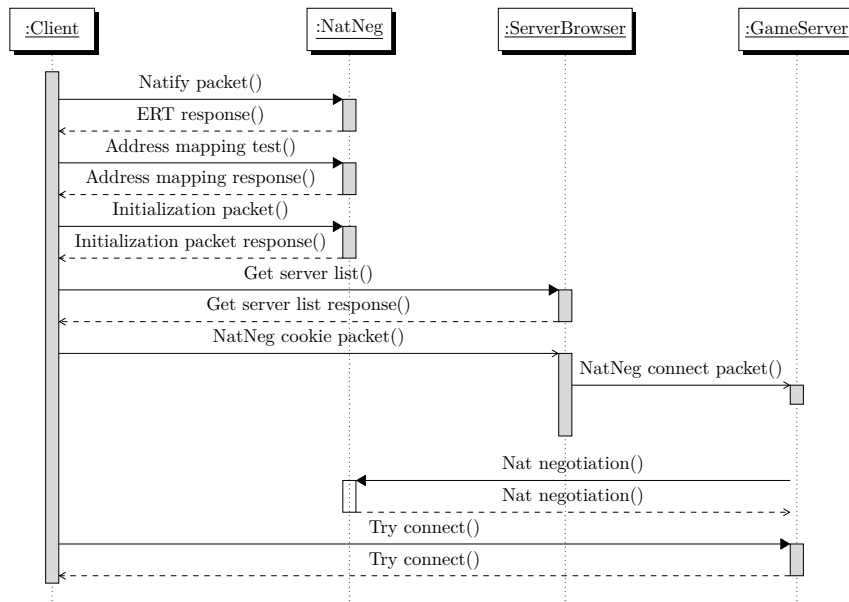 :Client
:NatNeg
:ServerBrowser
:GameServer
Natify packet()
ERT response()
Address mapping test()
Address mapping response()
Initialization packet()
Initialization packet response()
Get server list()
Get server list response()
NatNeg cookie packet()
NatNeg connect packet()
Nat negotiation()
Nat negotiation()
Try connect()
Try connect()